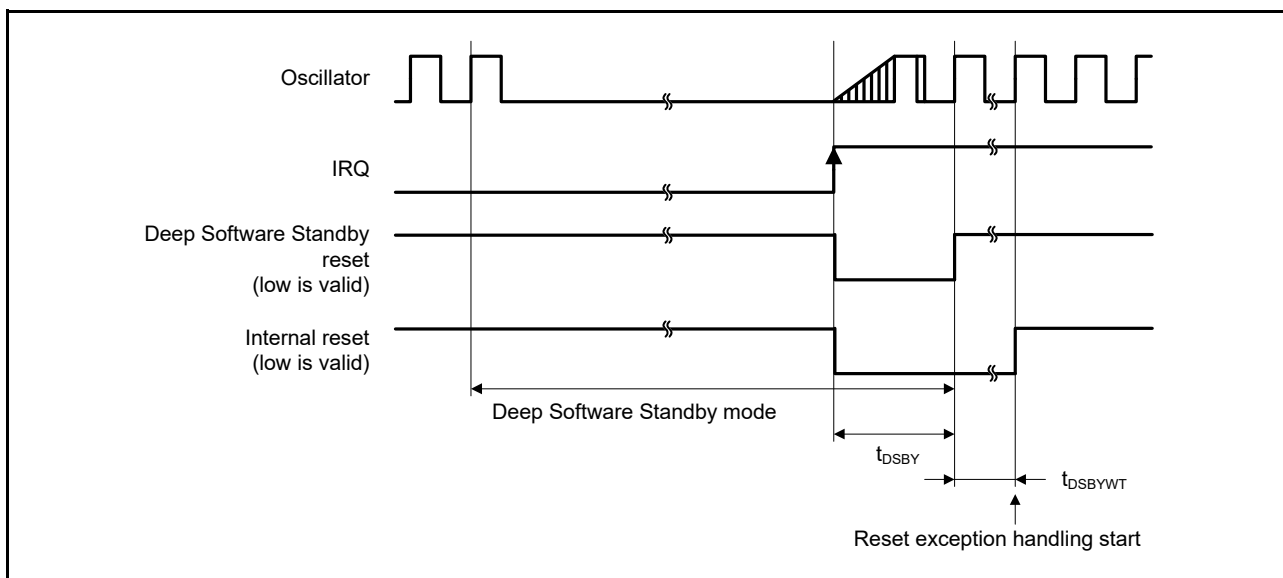 Oscillator
IRQ
Deep Software Standby
reset
(low is valid)
Internal reset
(low is valid)
Deep Software Standby mode
tDSBY
tDSBYWT
Reset exception handling start